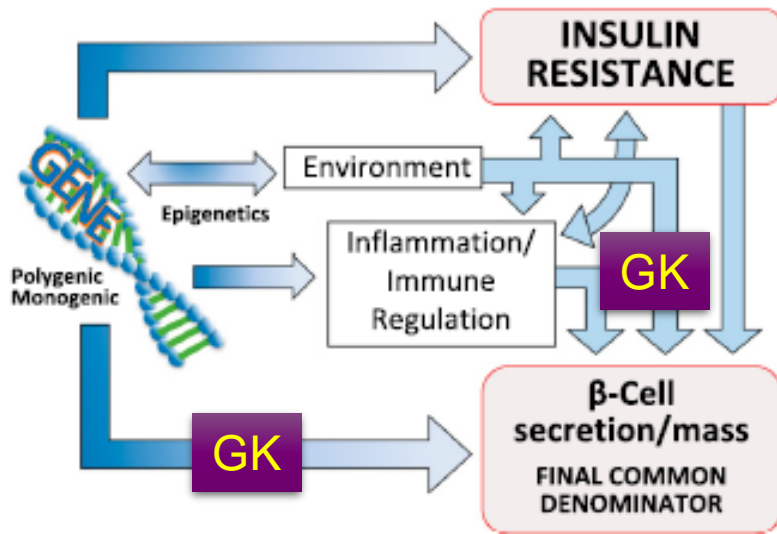 INSULIN
RESISTANCE
GENE
Environment
Epigenetics
Polygenic
Monogenic
Inflammation/
Immune
Regulation
GK
GK
β-Cell
secretion/mass
FINAL COMMON
DENOMINATOR